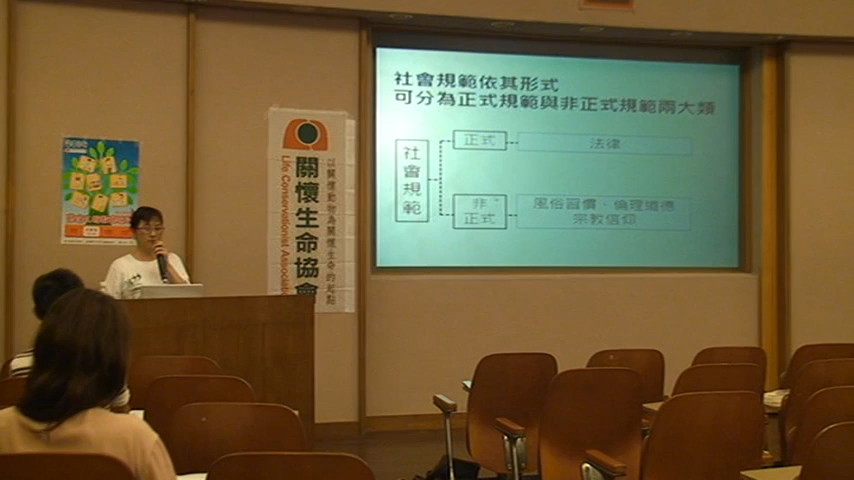 社會規範依其形式
可分為正式規範與非正式規範兩大類
社會規範
正式
法律
非正式
風俗習慣、倫理道德
宗教信仰
關懷生命協會
Life Conservationist Associat
以關懷動物為關懷生命的起點